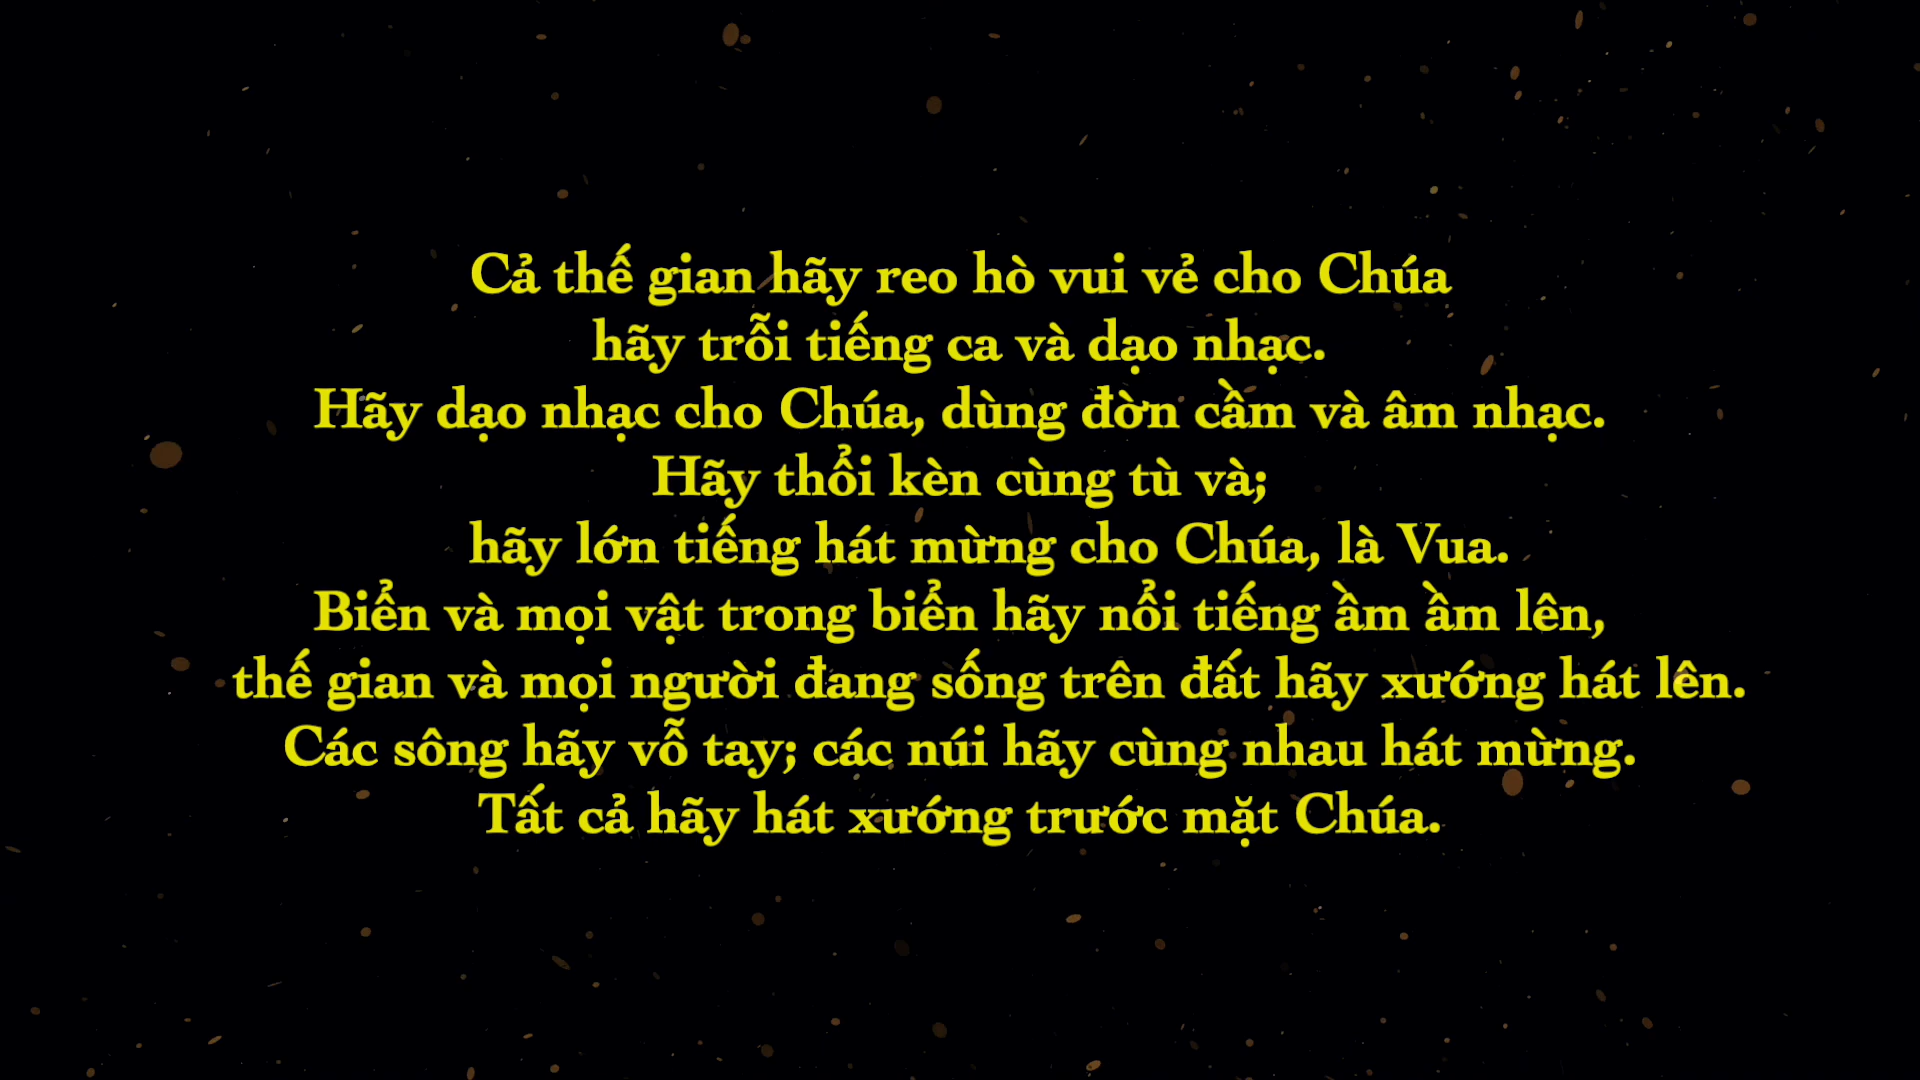 Cả thế gian hãy reo hò vui vẻ cho Chúa
hãy trỗi tiếng ca và dạo nhạc.
Hãy dạo nhạc cho Chúa, dùng đờn cầm và âm nhạc.
Hãy thổi kèn cùng tù và;
hãy lớn tiếng hát mừng cho Chúa, là Vua.
Biển và mọi vật trong biển hãy nổi tiếng ầm ầm lên,
thế gian và mọi người đang sống trên đất hãy xướng hát lên.
Các sông hãy vỗ tay; các núi hãy cùng nhau hát mừng.
Tất cả hãy hát xướng trước mặt Chúa.